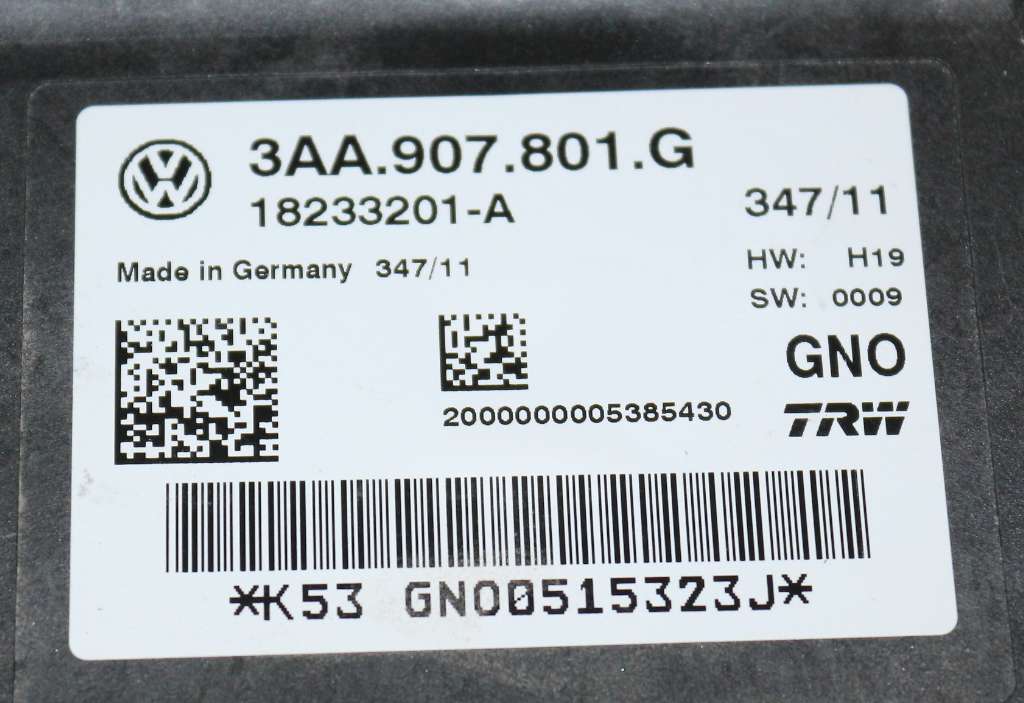 3AA.907.801.G
18233201-A
347/11
Made in Germany 347/11
HW: H19
SW: 0009
GNO
2000000005385430
TRW
*K53 GNO0515323J*